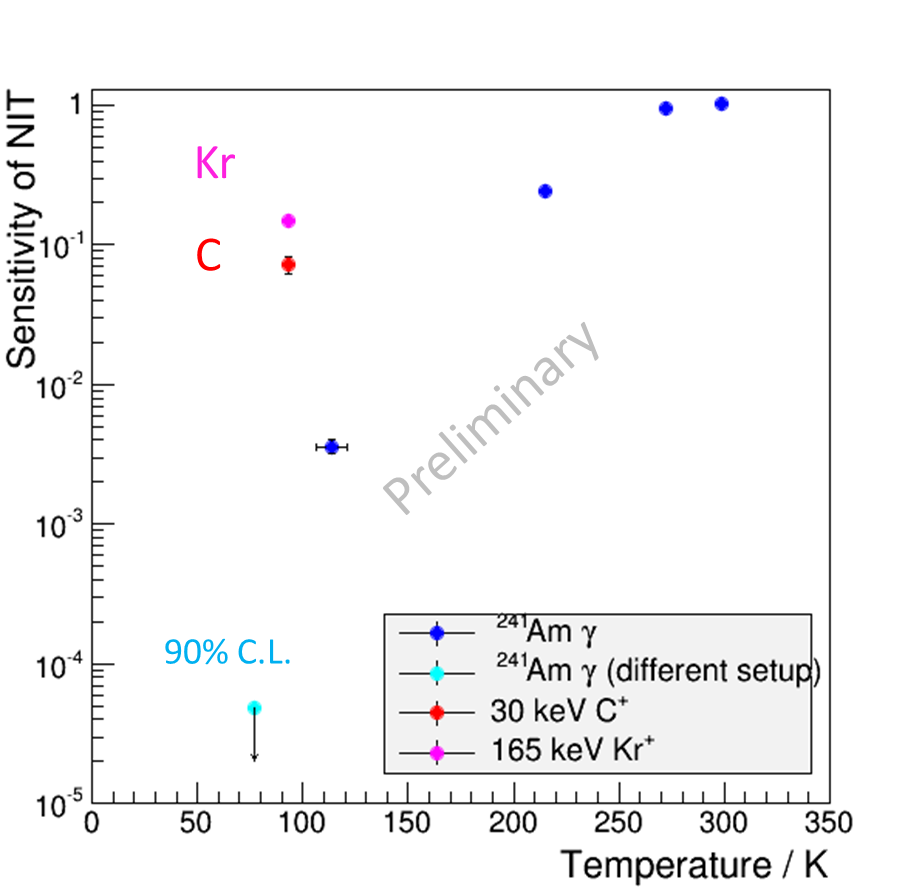 Sensitivity of NIT
1
10⁻¹
10⁻²
10⁻³
10⁻⁴
10⁻⁵
Kr
C
Preliminary
90% C.L.
²⁴¹Am γ
²⁴¹Am γ (different setup)
30 keV C⁺
165 keV Kr⁺
0 50 100 150 200 250 300 350
Temperature / K